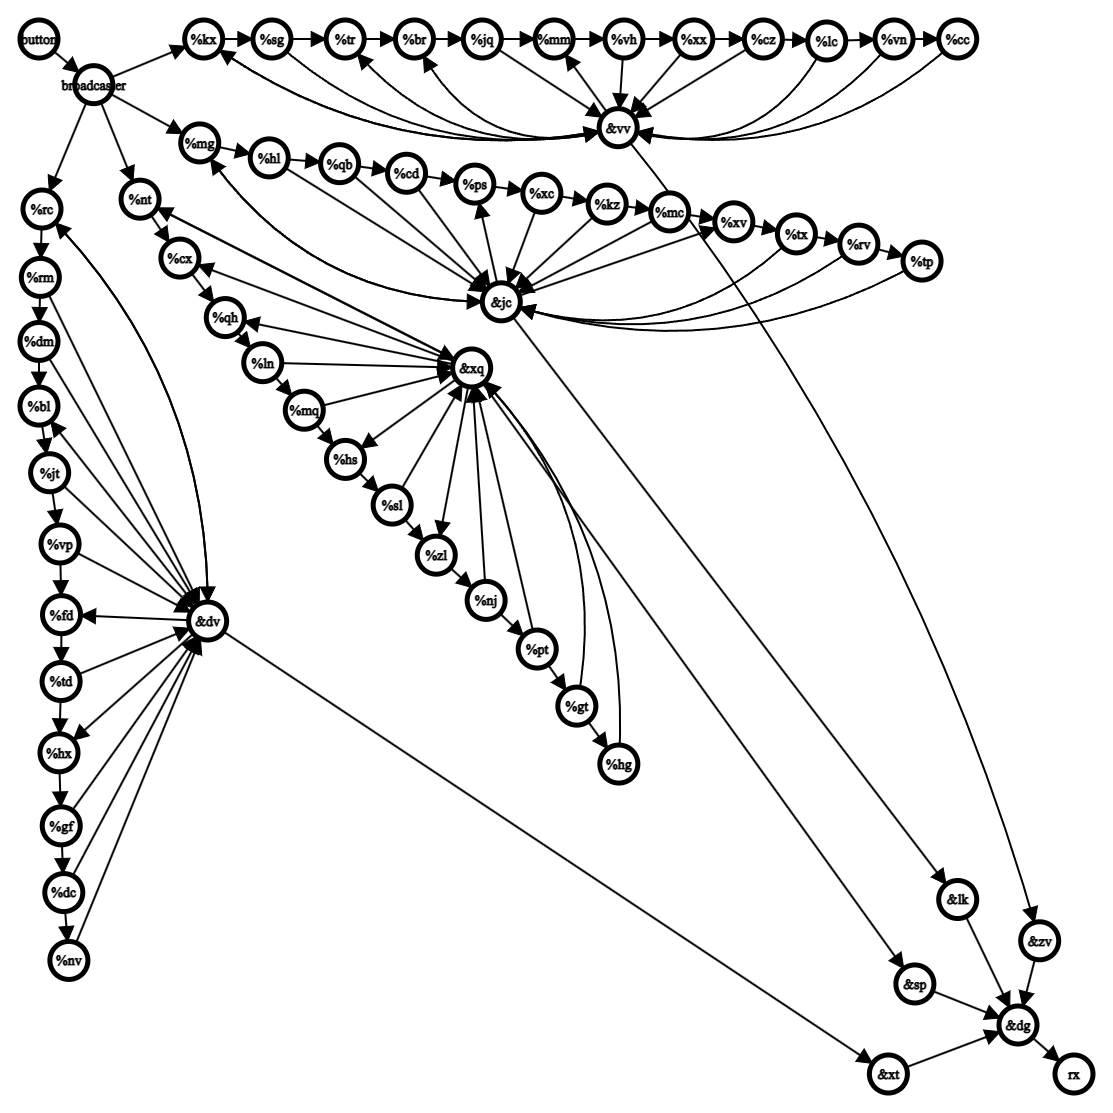 button
%kx %sg %tr %br %jq %mm %vh %xx %cz %lc %vn %cc
broadcaster
&vv
%mg %hl %qb %cd %ps %xc %kz %mc %xv %tx %rv %tp
%rc
%nt
%cx
&jc
%rm
%qh
%dm
%ln
&xq
%bl
%mq
%jt
%hs
%sl
%vp
%zl
%fd
&dv
%nj
%td
%pt
%hx
%gt
%hg
%gf
%dc
&lk
%nv
&zv
&sp
&dg
&xt
rx